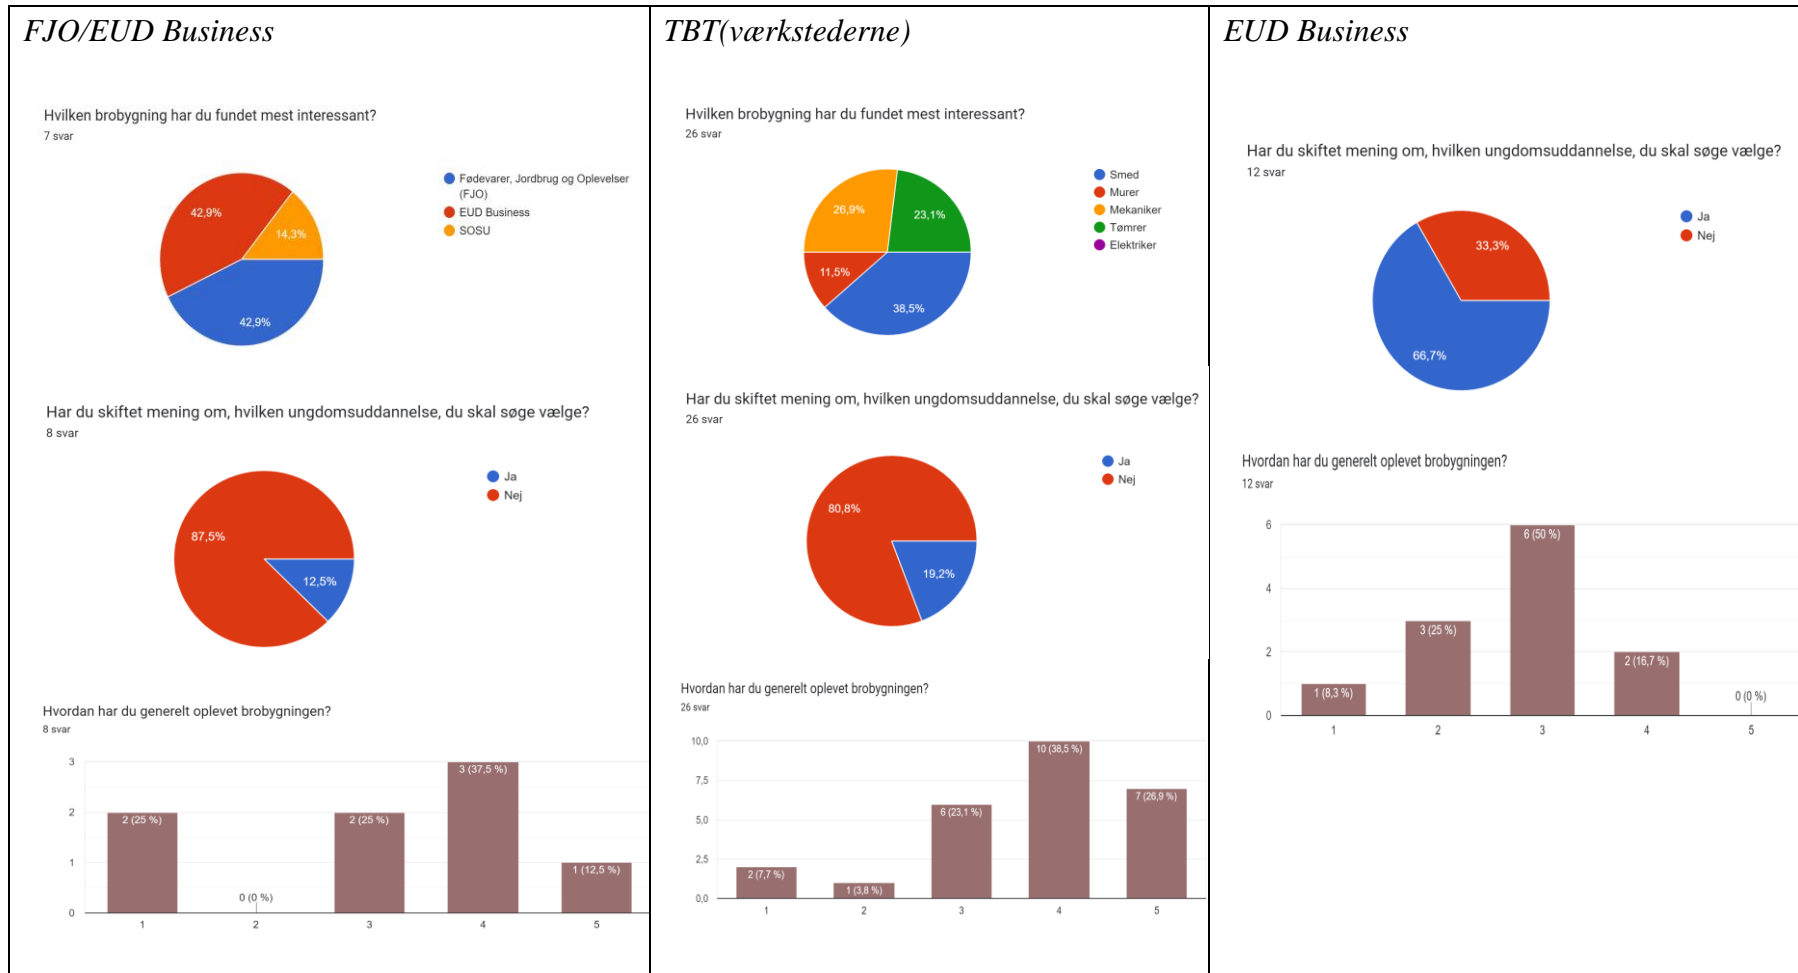 FJO/EUD Business
Hvilken brobygning har du fundet mest interessant?
7 svar
Fødevarer, Jordbrug og Oplevelser
(FJO)
EUD Business
SOSU
42,9%
14,3%
42,9%
Har du skiftet mening om, hvilken ungdomsuddannelse, du skal søge vælge?
8 svar
Ja
Nej
87,5%
12,5%
Hvordan har du generelt oplevet brobygningen?
8 svar
3
2
1
0
2 (25 %)
0 (0 %)
2 (25 %)
3 (37,5 %)
1 (12,5 %)
1 2 3 4 5
TBT(værkstederne)
Hvilken brobygning har du fundet mest interessant?
26 svar
Smed
Murer
Mekaniker
Tømrer
Elektriker
26,9%
23,1%
11,5%
38,5%
Har du skiftet mening om, hvilken ungdomsuddannelse, du skal søge vælge?
26 svar
Ja
Nej
80,8%
19,2%
Hvordan har du generelt oplevet brobygningen?
26 svar
10,0
7,5
5,0
2,5
0,0
2 (7,7 %)
1 (3,8 %)
6 (23,1 %)
10 (38,5 %)
7 (26,9 %)
1 2 3 4 5
EUD Business
Har du skiftet mening om, hvilken ungdomsuddannelse, du skal søge vælge?
12 svar
Ja
Nej
33,3%
66,7%
Hvordan har du generelt oplevet brobygningen?
12 svar
6
4
2
0
1 (8,3 %)
3 (25 %)
6 (50 %)
2 (16,7 %)
0 (0 %)
1 2 3 4 5